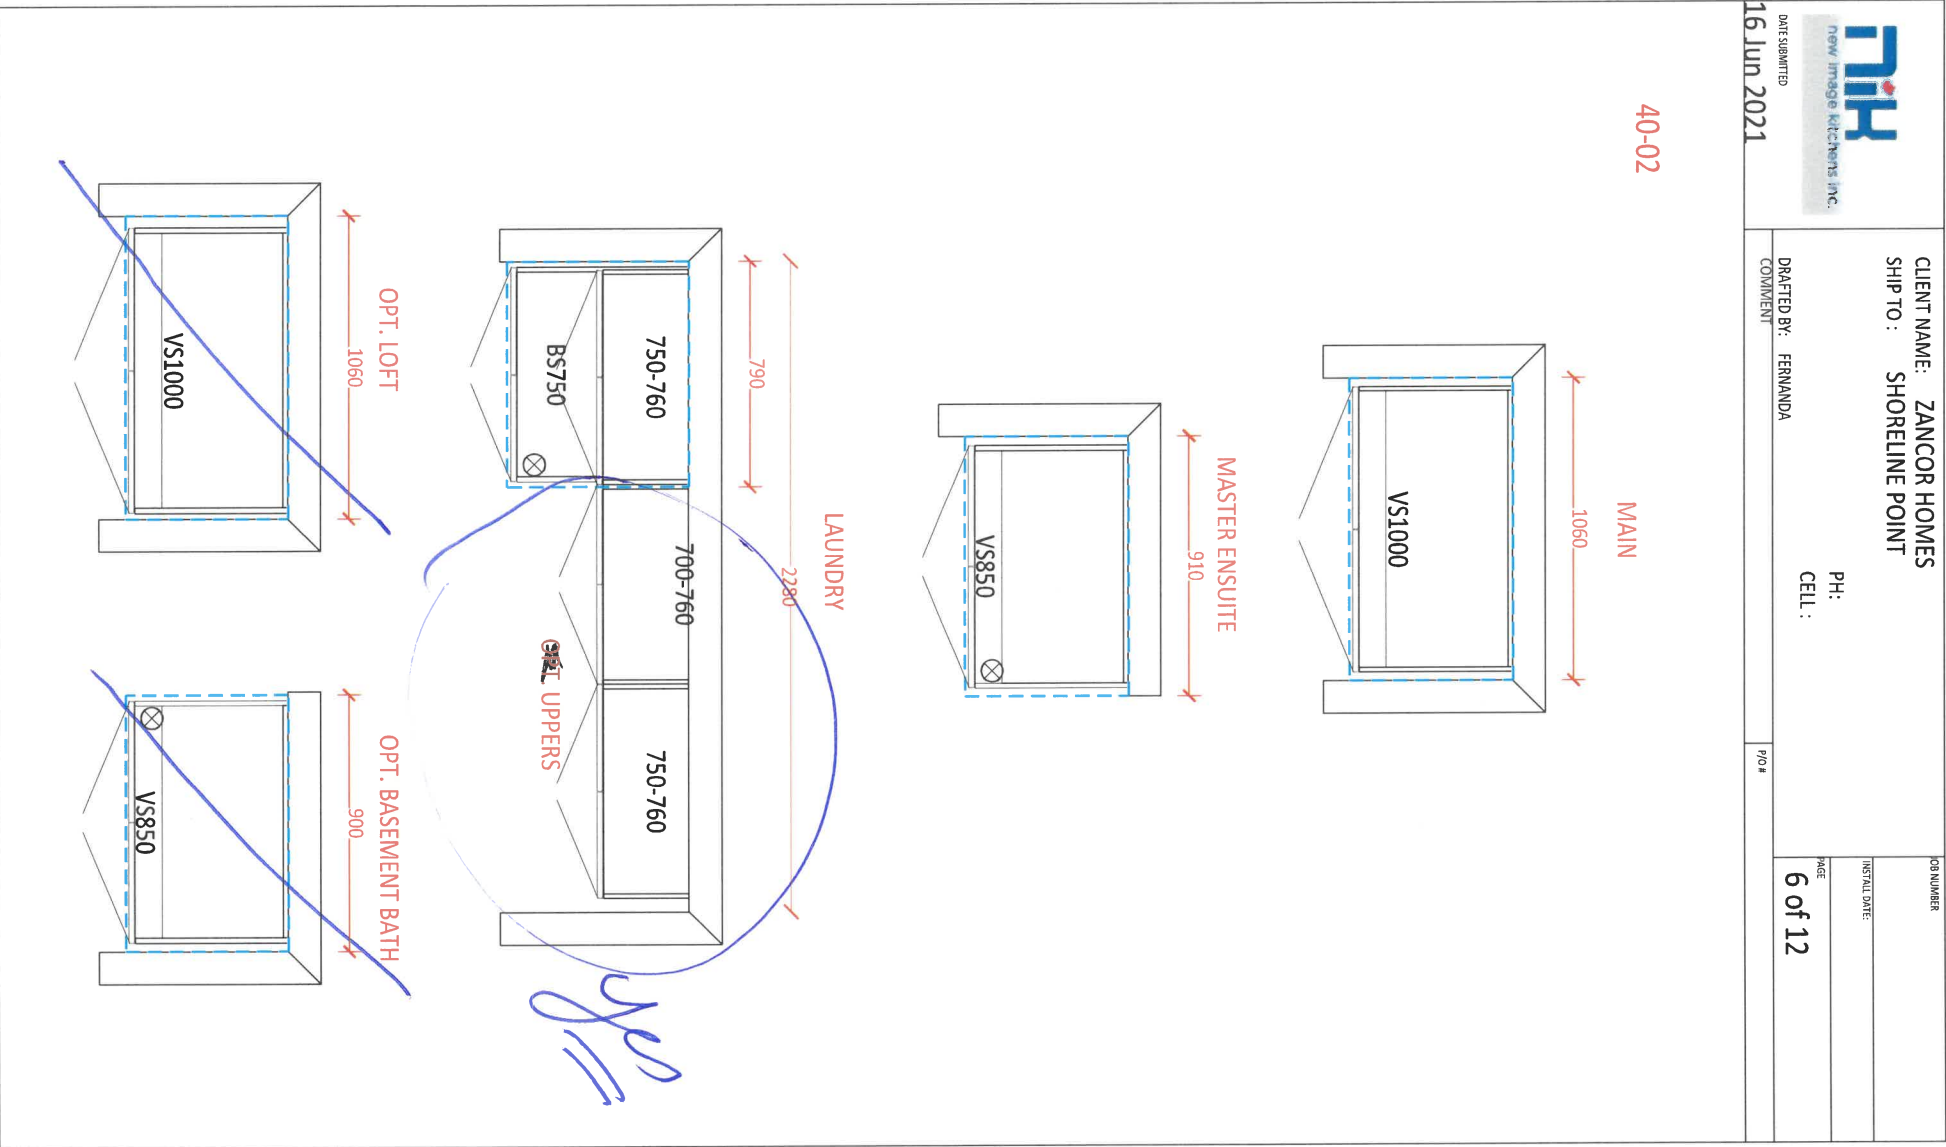 nik
new image kitchens inc.
DATE SUBMITTED
16 Jun 2021
CLIENT NAME: ZANCOR HOMES
SHIP TO : SHORELINE POINT
PH:
CELL :
DRAFTED BY: FERNANDA
COMMENT
P/O #
JOB NUMBER
INSTALL DATE:
PAGE
6 of 12
40-02
MAIN
1060
VS1000
MASTER ENSUITE
910
VS850
LAUNDRY
2280
790
750-760
700-760
750-760
BS750
OPT. UPPERS
yes
OPT. LOFT
1060
VS1000
OPT. BASEMENT BATH
900
VS850